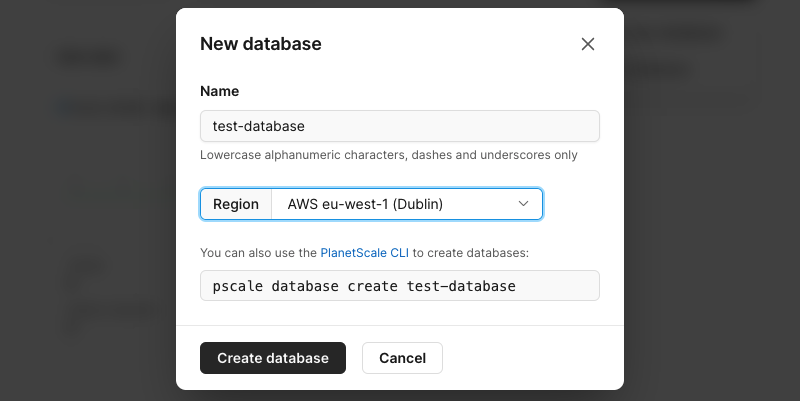 New database
Name
test-database
Lowercase alphanumeric characters, dashes and underscores only
Region AWS eu-west-1 (Dublin)
You can also use the PlanetScale CLI to create databases:
pscale database create test-database
Create database Cancel